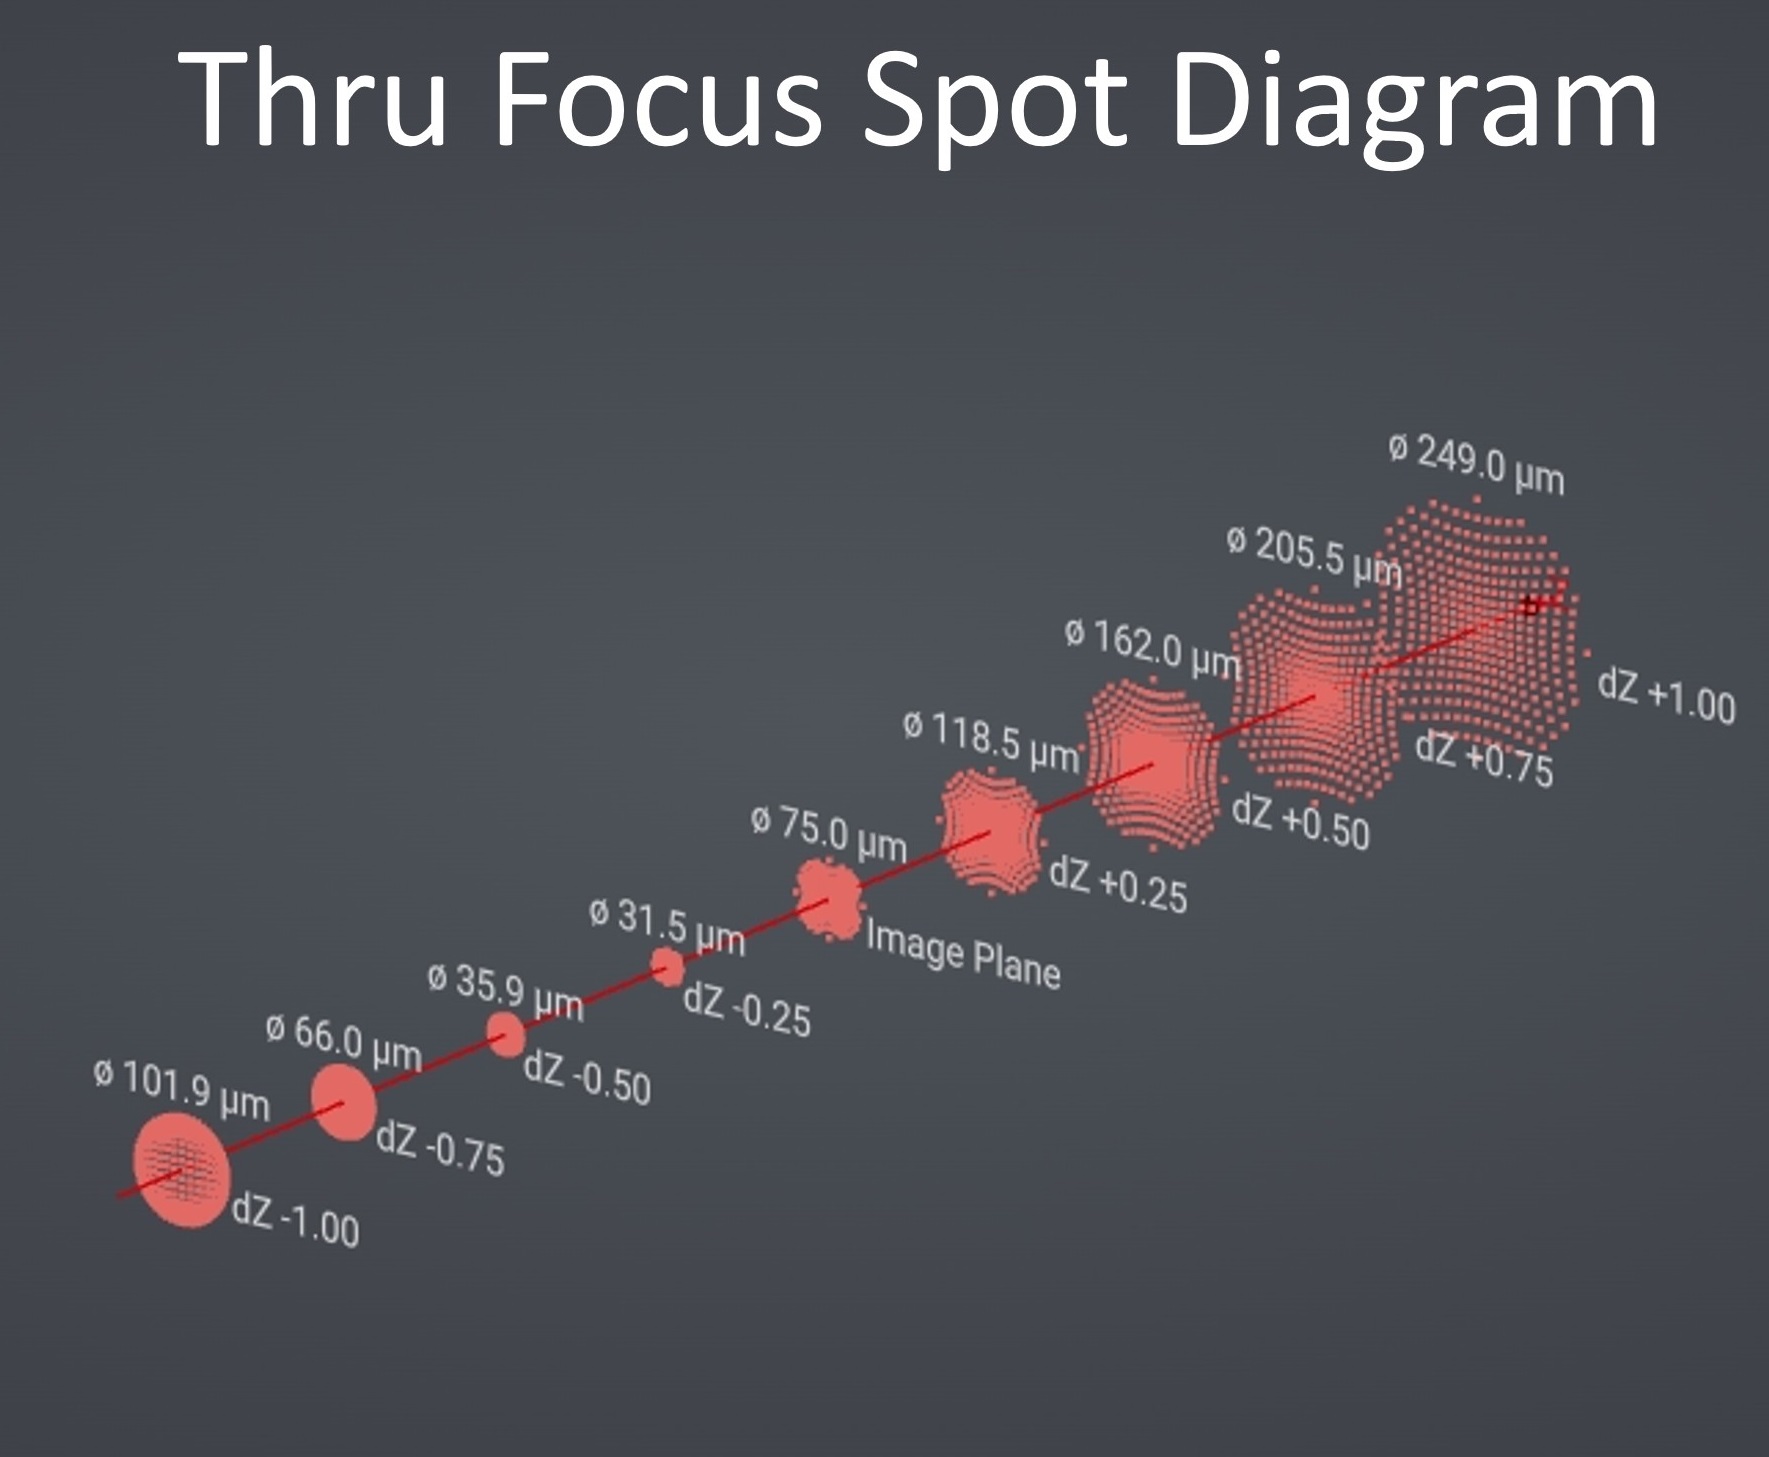 Thru Focus Spot Diagram
ø 249.0 µm
ø 205.5 µm
ø 162.0 µm
dZ +1.00
ø 118.5 µm
dZ +0.75
ø 75.0 µm
dZ +0.50
dZ +0.25
ø 31.5 µm
Image Plane
ø 35.9 µm
dZ -0.25
ø 66.0 µm
dZ -0.50
ø 101.9 µm
dZ -0.75
dZ -1.00